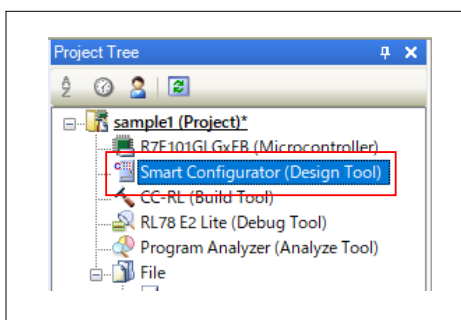 Project Tree
sample1 (Project)*
R7F101GLGxFB (Microcontroller)
Smart Configurator (Design Tool)
CC-RL (Build Tool)
RL78 E2 Lite (Debug Tool)
Program Analyzer (Analyze Tool)
File